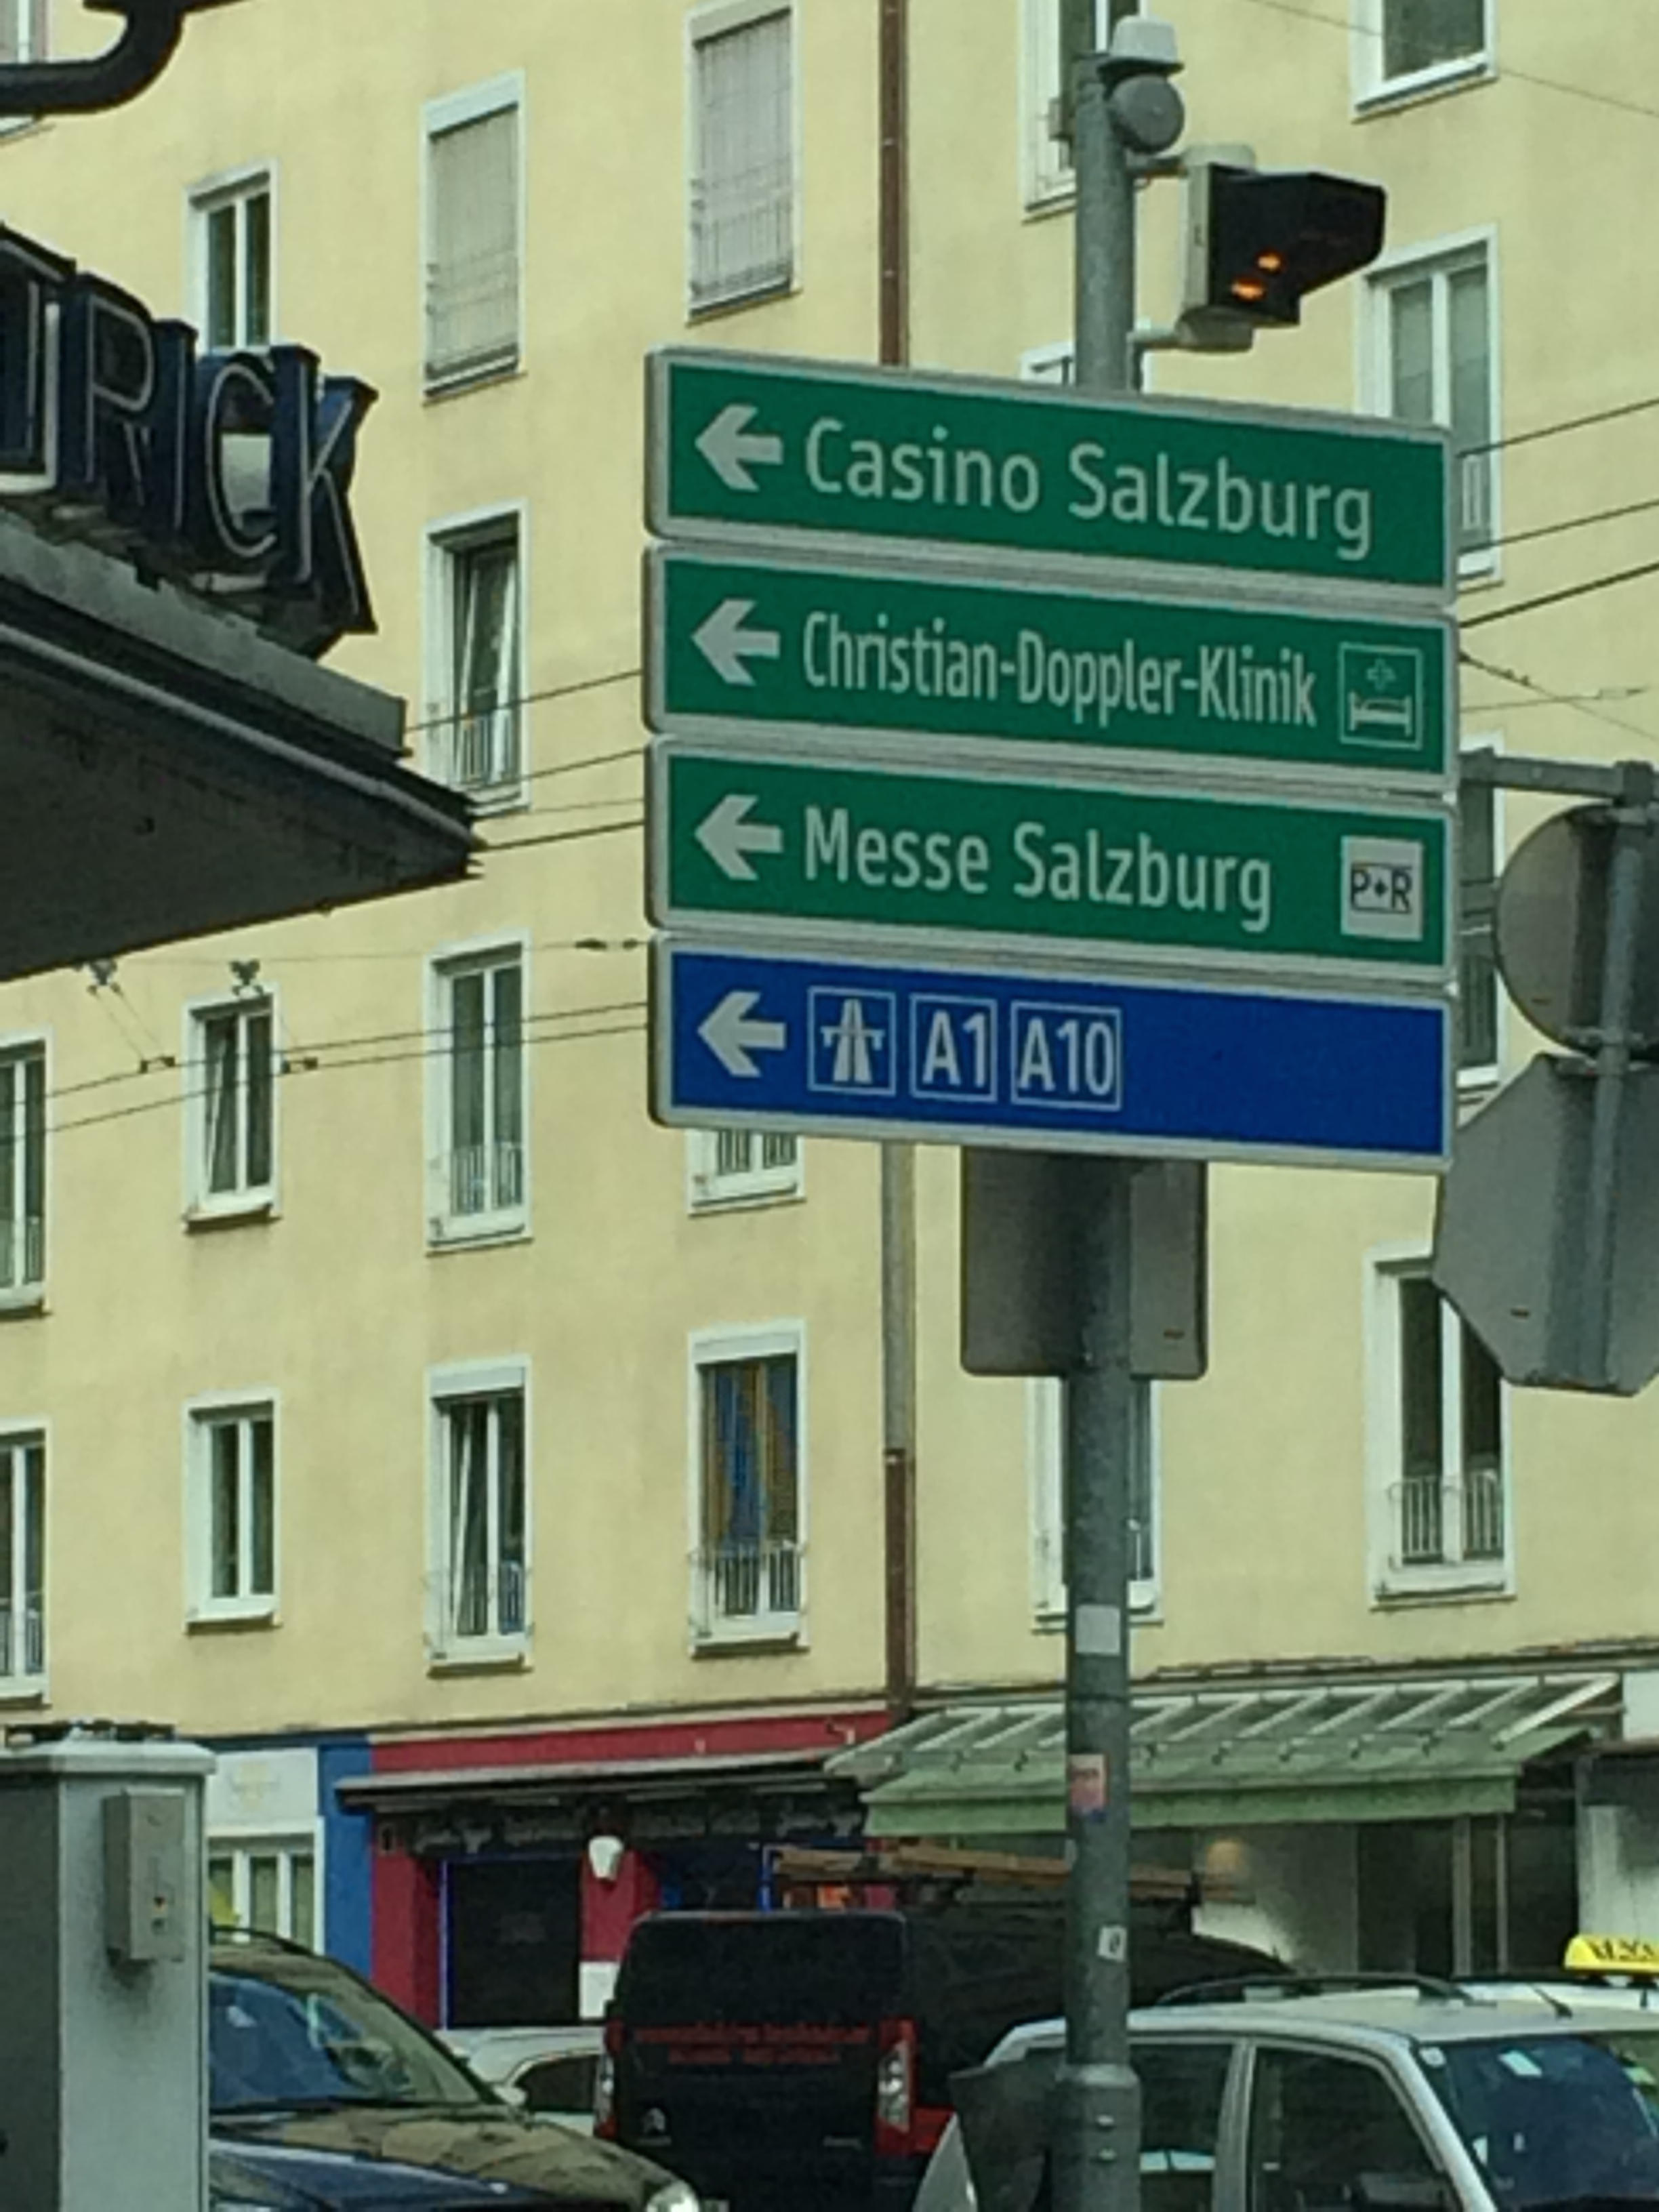 RICK
Casino Salzburg
Christian-Doppler-Klinik
Messe Salzburg P+R
A1 A10